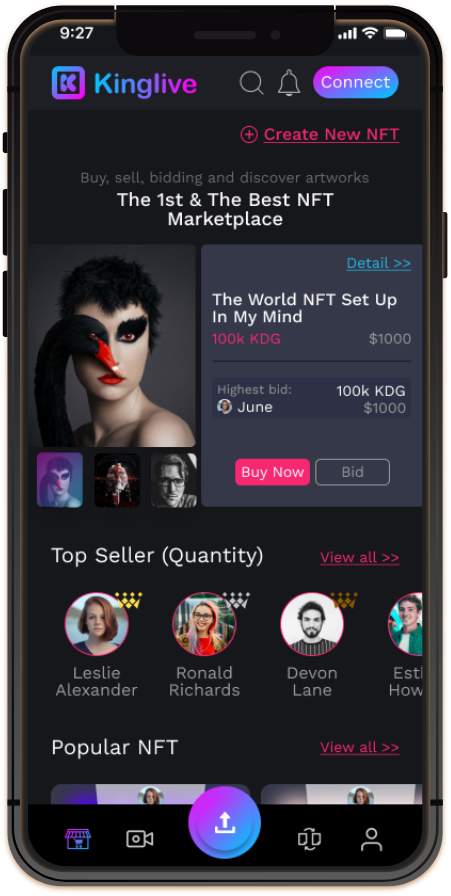 9:27
Kinglive
Connect
Create New NFT
Buy, sell, bidding and discover artworks
The 1st & The Best NFT
Marketplace
Detail >>
The World NFT Set Up
In My Mind
100k KDG $1000
Highest bid: 100k KDG
June $1000
Buy Now Bid
Top Seller (Quantity) View all >>
Leslie
Alexander
Ronald
Richards
Devon
Lane
Est
How
Popular NFT View all >>